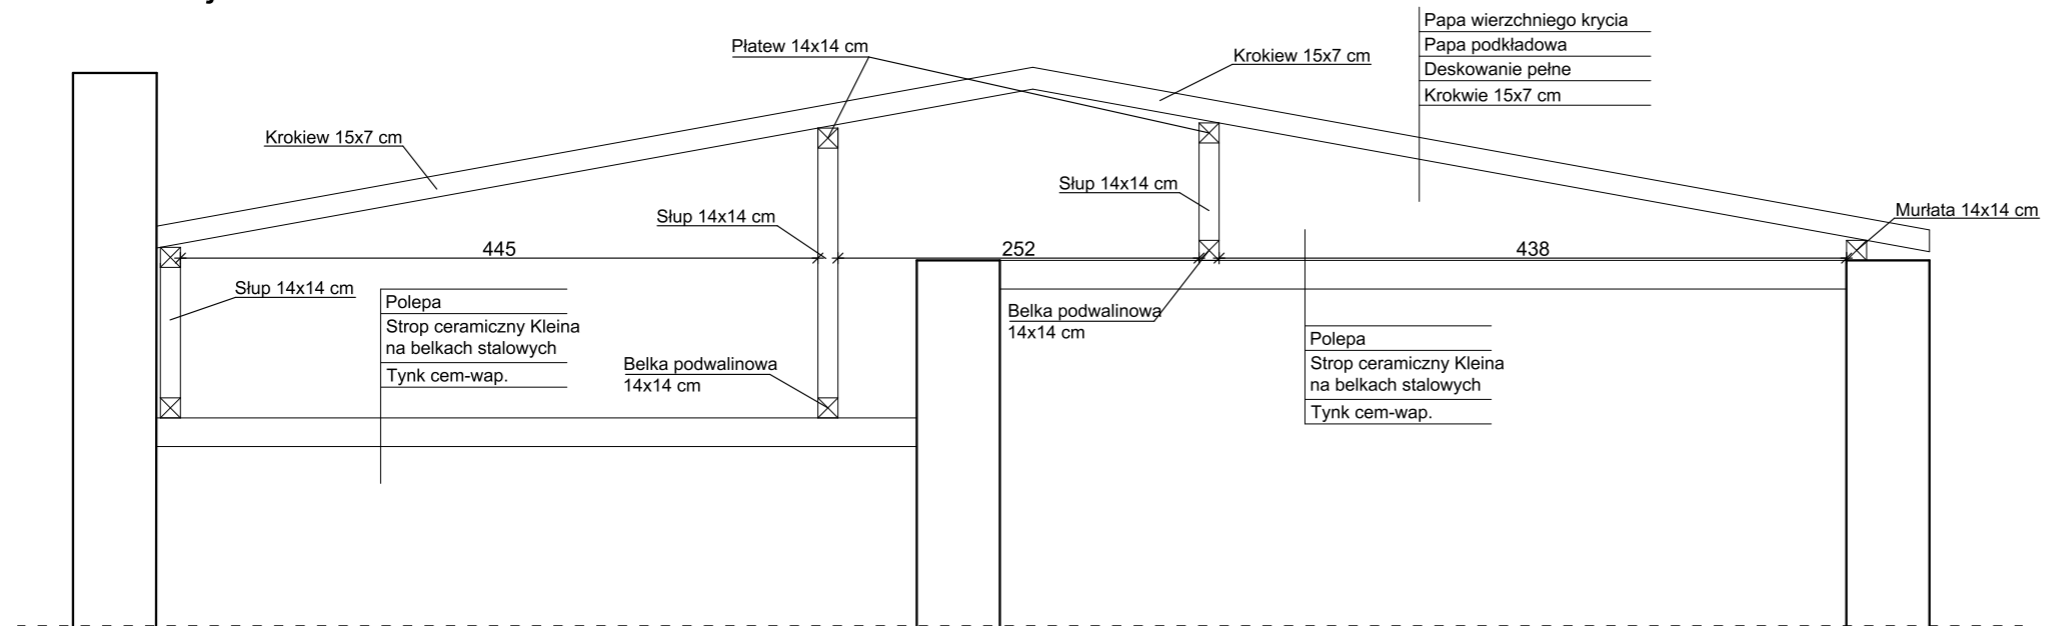 Papa wierzchniego krycia
Papa podkładowa
Deskowanie pełne
Krokwie 15x7 cm
Płatew 14x14 cm
Krokiew 15x7 cm
Krokiew 15x7 cm
Słup 14x14 cm
Słup 14x14 cm
Murłata 14x14 cm
445
252
438
Słup 14x14 cm
Polepa
Strop ceramiczny Kleina
na belkach stalowych
Tynk cem-wap.
Belka podwalinowa
14x14 cm
Belka podwalinowa
14x14 cm
Polepa
Strop ceramiczny Kleina
na belkach stalowych
Tynk cem-wap.